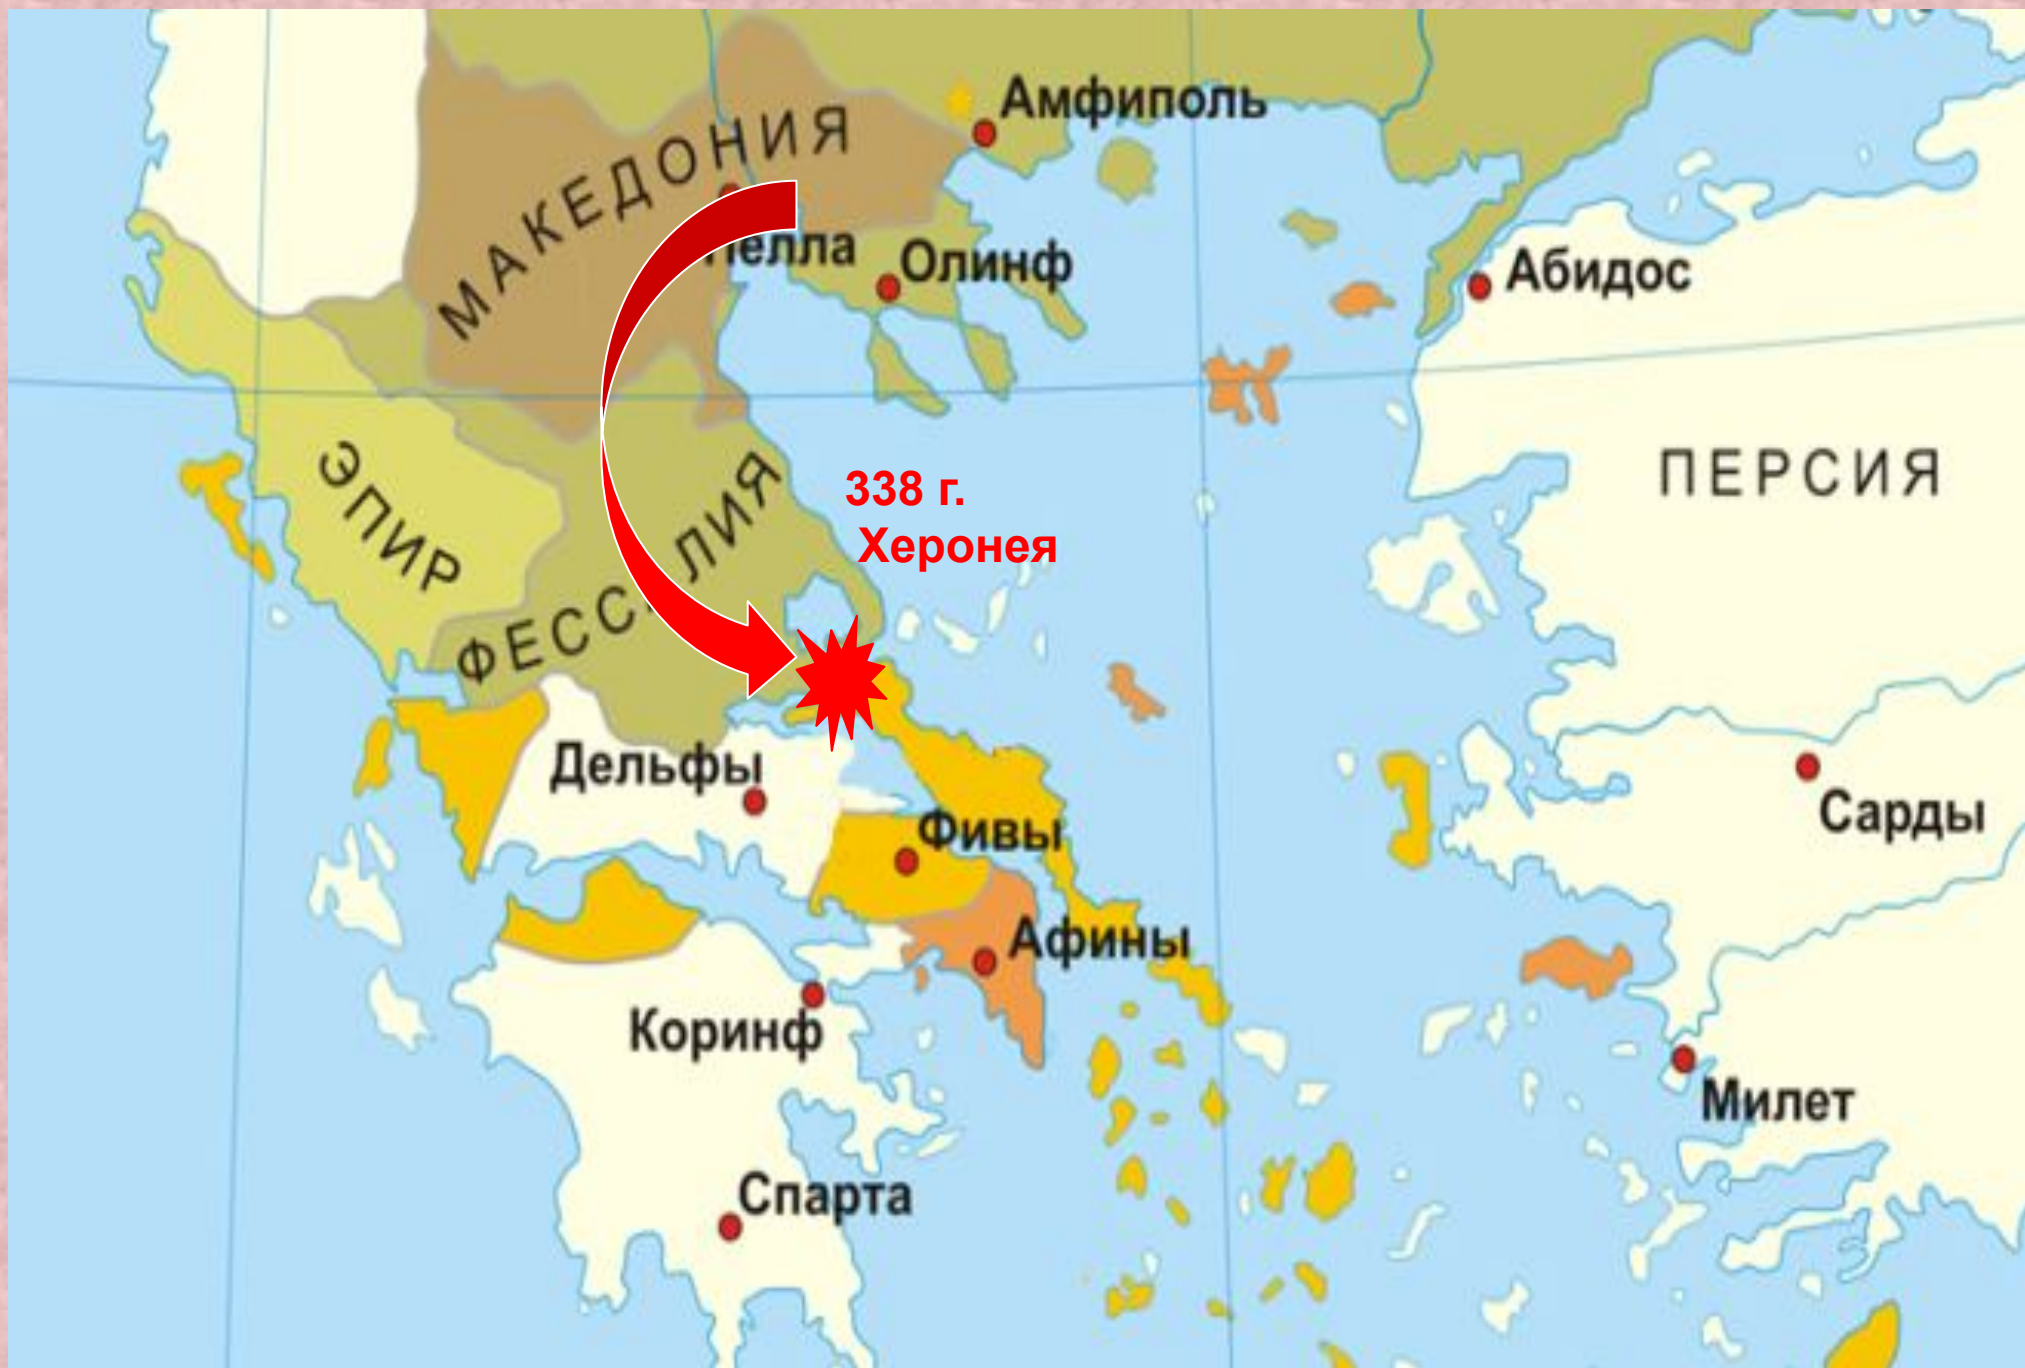 Амфиполь
МАКЕДОНИЯ
Пелла
Олинф
Абидос
ЭПИР
338 г.
Херонея
ПЕРСИЯ
ФЕССАЛИЯ
Дельфы
Сарды
Фивы
Афины
Коринф
Милет
Спарта